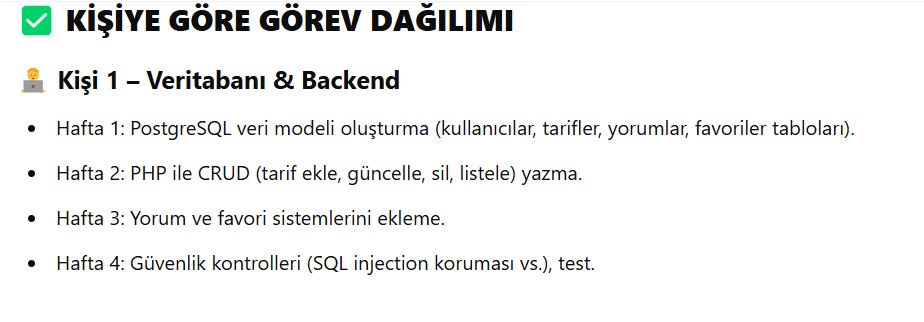 ✅ KİŞİYE GÖRE GÖREV DAĞILIMI
🧑‍💻 Kişi 1 – Veritabanı & Backend
• Hafta 1: PostgreSQL veri modeli oluşturma (kullanıcılar, tarifler, yorumlar, favoriler tabloları).
• Hafta 2: PHP ile CRUD (tarif ekle, güncelle, sil, listele) yazma.
• Hafta 3: Yorum ve favori sistemlerini ekleme.
• Hafta 4: Güvenlik kontrolleri (SQL injection koruması vs.), test.